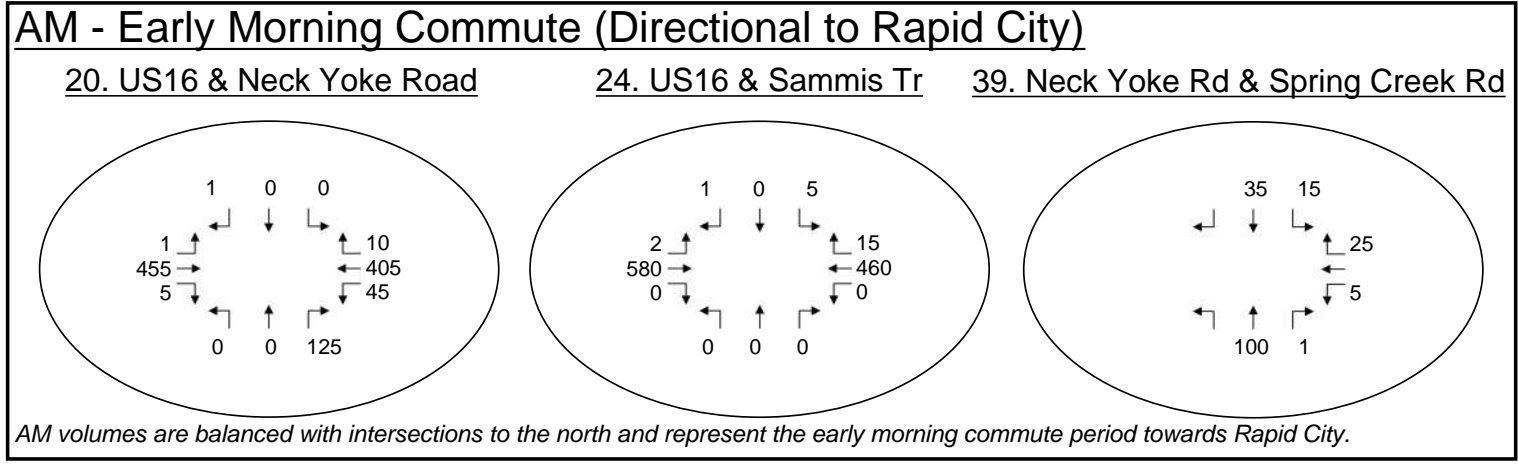 AM - Early Morning Commute (Directional to Rapid City)
20. US16 & Neck Yoke Road
1 0 0
1
455
5
10
405
45
0 0 125
24. US16 & Sammis Tr
1 0 5
2
580
0
15
460
0
0 0 0
39. Neck Yoke Rd & Spring Creek Rd
35 15
25
5
100 1
AM volumes are balanced with intersections to the north and represent the early morning commute period towards Rapid City.